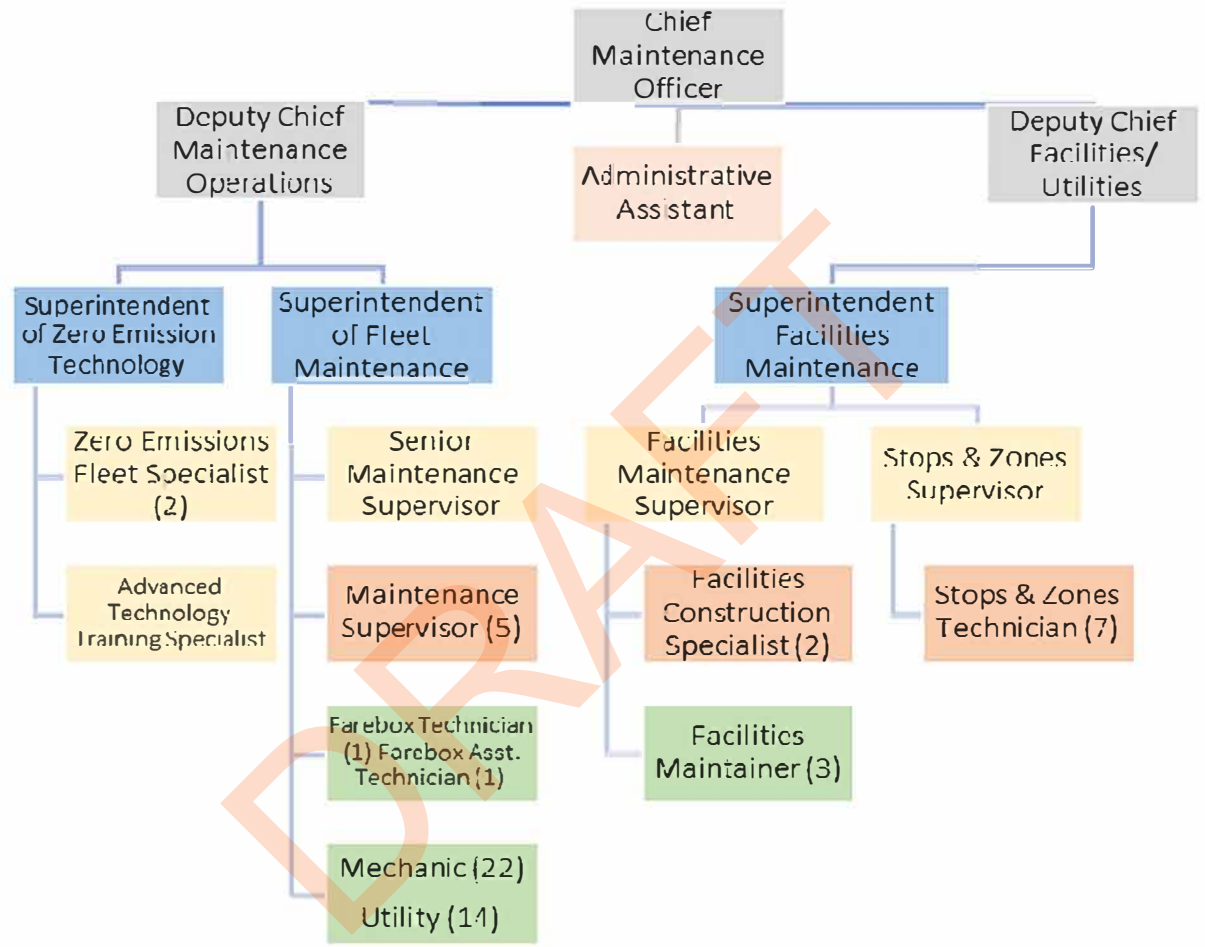 Chief
Maintenance
Officer
Deputy Chief
Maintenance
Operations
Administrative
Assistant
Deputy Chief
Facilities/
Utilities
Superintendent
of Zero Emission
Technology
Superintendent
of Fleet
Maintenance
Superintendent
Facilities
Maintenance
Zero Emissions
Fleet Specialist
(2)
Senior
Maintenance
Supervisor
Facilities
Maintenance
Supervisor
Stops & Zones
Supervisor
Advanced
Technology
Training Specialist
Maintenance
Supervisor (5)
Facilities
Construction
Specialist (2)
Stops & Zones
Technician (7)
Farebox Technician
(1) Farebox Asst.
Technician (1)
Facilities
Maintainer (3)
Mechanic (22)
Utility (14)
DRAFT